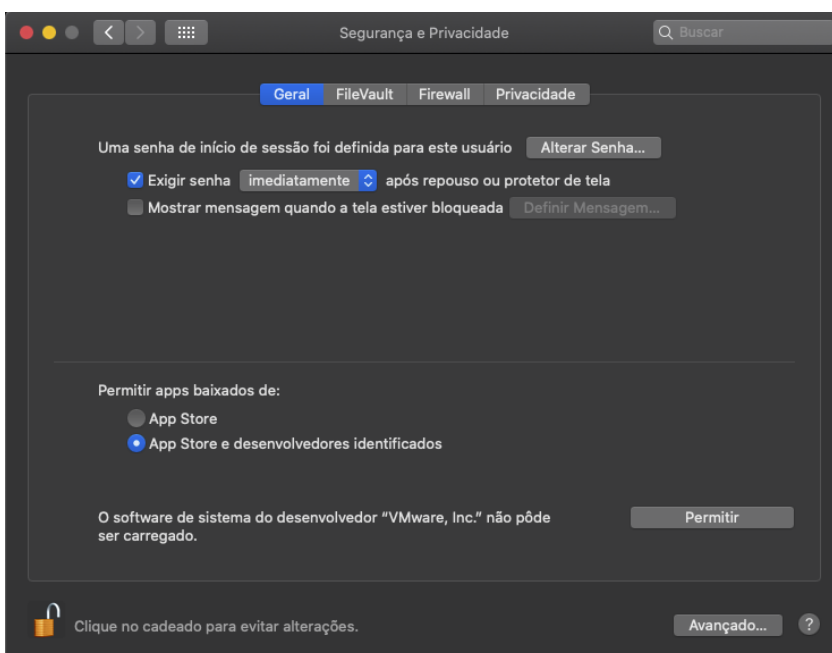 Segurança e Privacidade
Buscar
Geral FileVault Firewall Privacidade
Uma senha de início de sessão foi definida para este usuário Alterar Senha...
Exigir senha imediatamente após repouso ou protetor de tela
Mostrar mensagem quando a tela estiver bloqueada Definir Mensagem...
Permitir apps baixados de:
App Store
App Store e desenvolvedores identificados
O software de sistema do desenvolvedor “VMware, Inc.” não pôde Permitir
ser carregado.
Clique no cadeado para evitar alterações. Avançado... ?